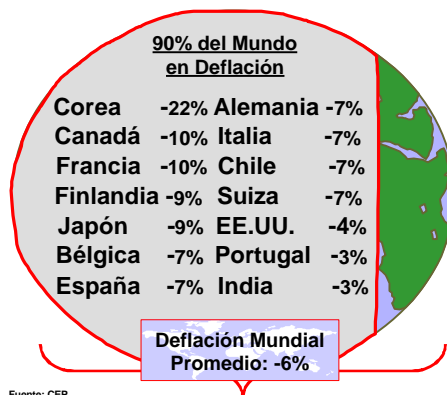 90% del Mundo
en Deflación
Corea -22% Alemania -7%
Canadá -10% Italia -7%
Francia -10% Chile -7%
Finlandia -9% Suiza -7%
Japón -9% EE.UU. -4%
Bélgica -7% Portugal -3%
España -7% India -3%
Deflación Mundial
Promedio: -6%